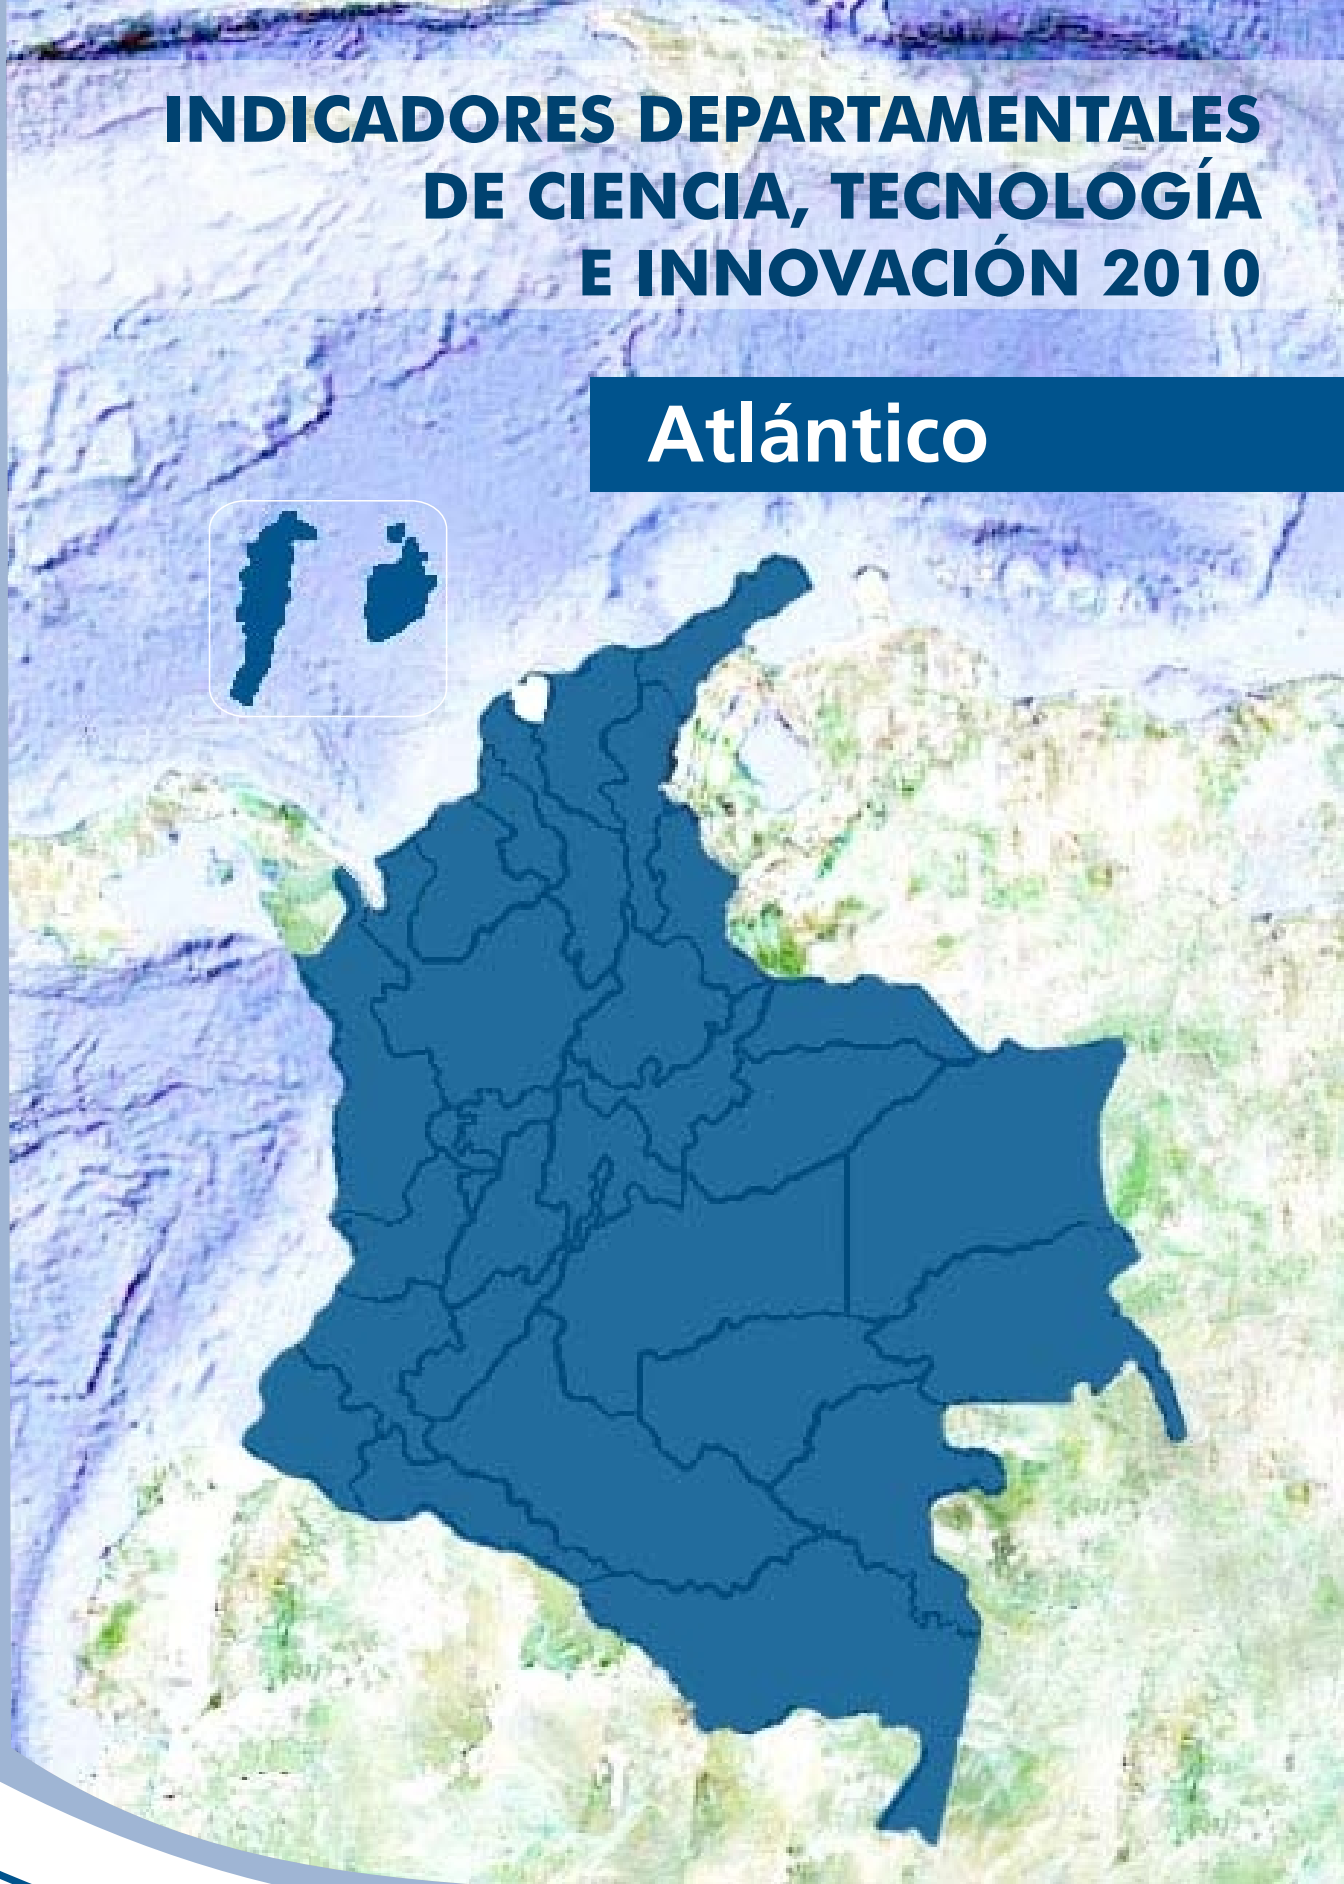 INDICADORES DEPARTAMENTALES
DE CIENCIA, TECNOLOGÍA
E INNOVACIÓN 2010
Atlántico